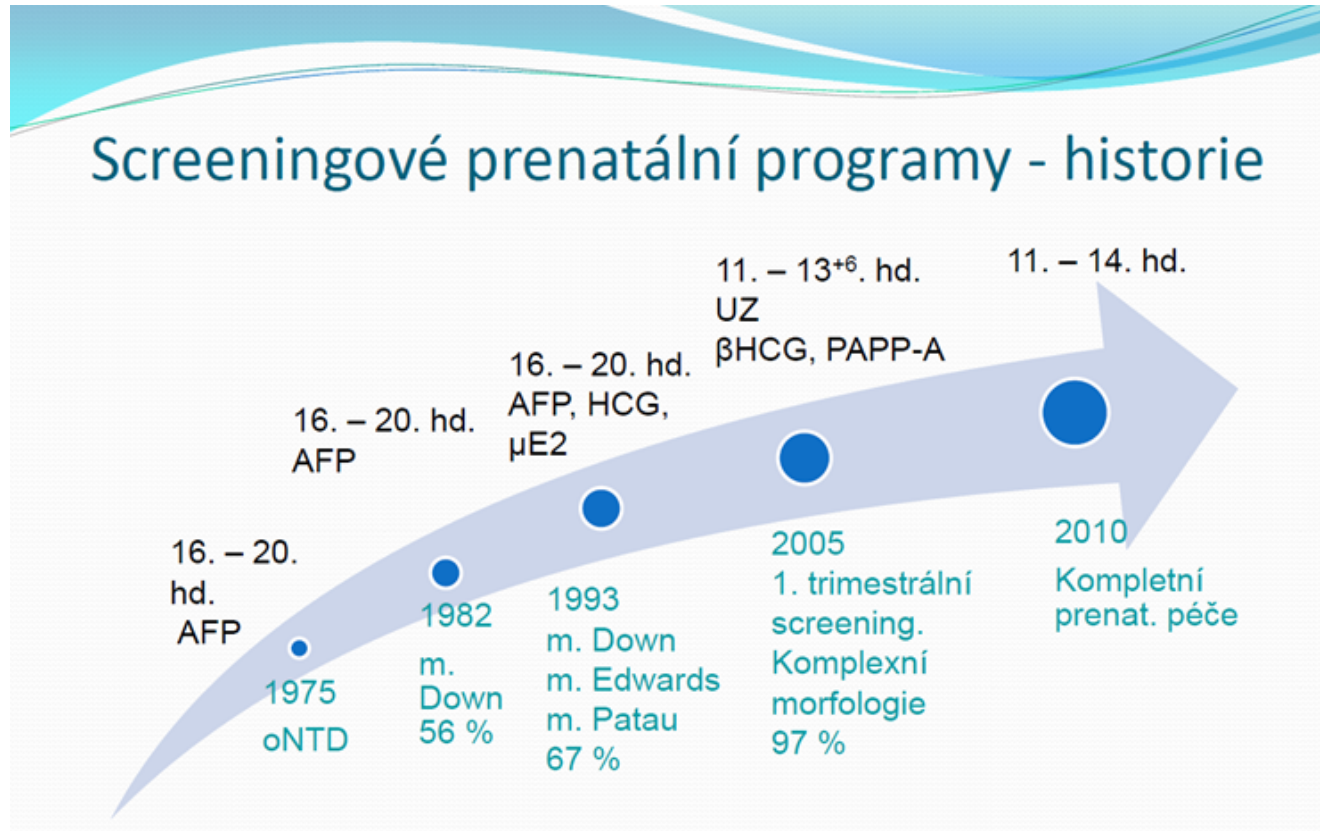 Screeningové prenatální programy - historie
16. – 20.
hd.
AFP
1975
oNTD
16. – 20. hd.
AFP
1982
m.
Down
56 %
16. – 20. hd.
AFP, HCG,
µE2
1993
m. Down
m. Edwards
m. Patau
67 %
11. – 13⁺⁶. hd.
UZ
βHCG, PAPP-A
2005
1. trimestrální
screening.
Komplexní
morfologie
97 %
11. – 14. hd.
2010
Kompletní
prenat. péče